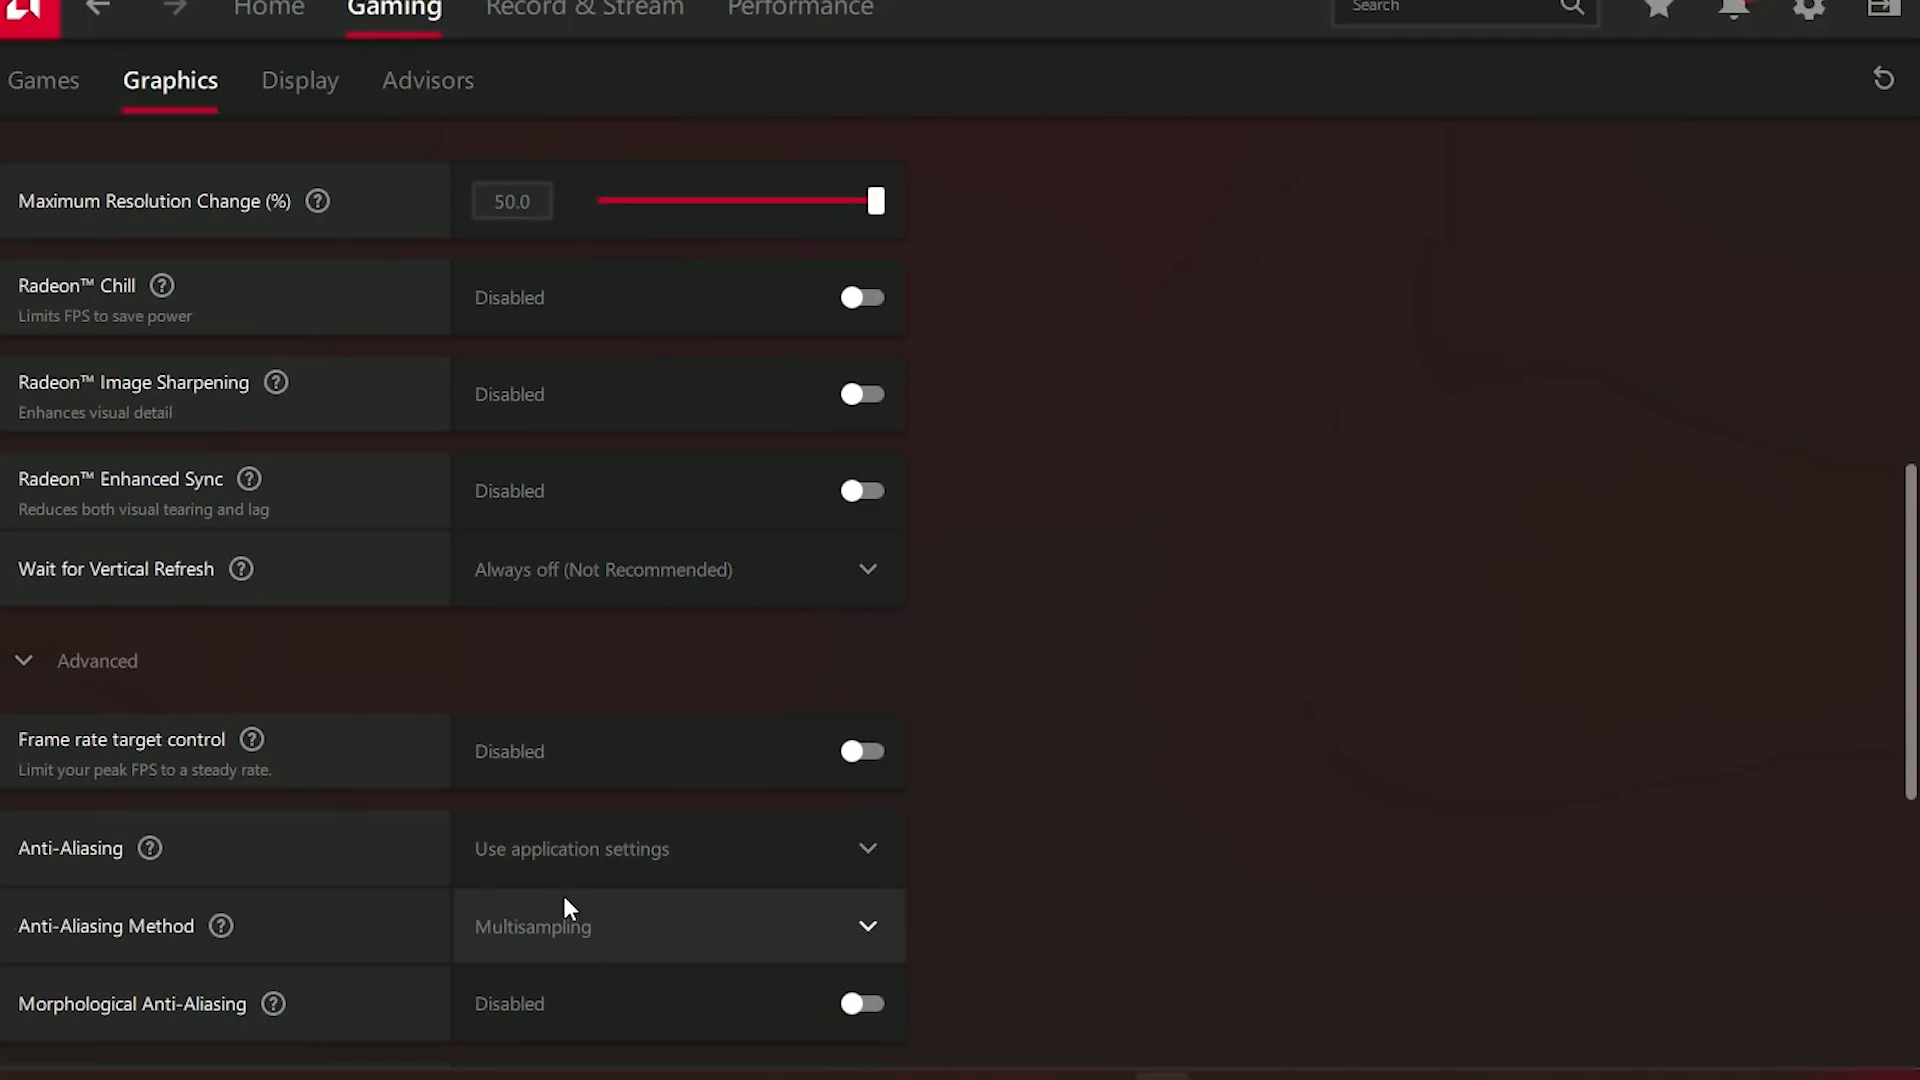 Home Gaming Record & Stream Performance Search
Games Graphics Display Advisors
Maximum Resolution Change (%) 50.0
Radeon™ Chill
Limits FPS to save power
Disabled
Radeon™ Image Sharpening
Enhances visual detail
Disabled
Radeon™ Enhanced Sync
Reduces both visual tearing and lag
Disabled
Wait for Vertical Refresh Always off (Not Recommended)
Advanced
Frame rate target control
Limit your peak FPS to a steady rate.
Disabled
Anti-Aliasing Use application settings
Anti-Aliasing Method Multisampling
Morphological Anti-Aliasing Disabled